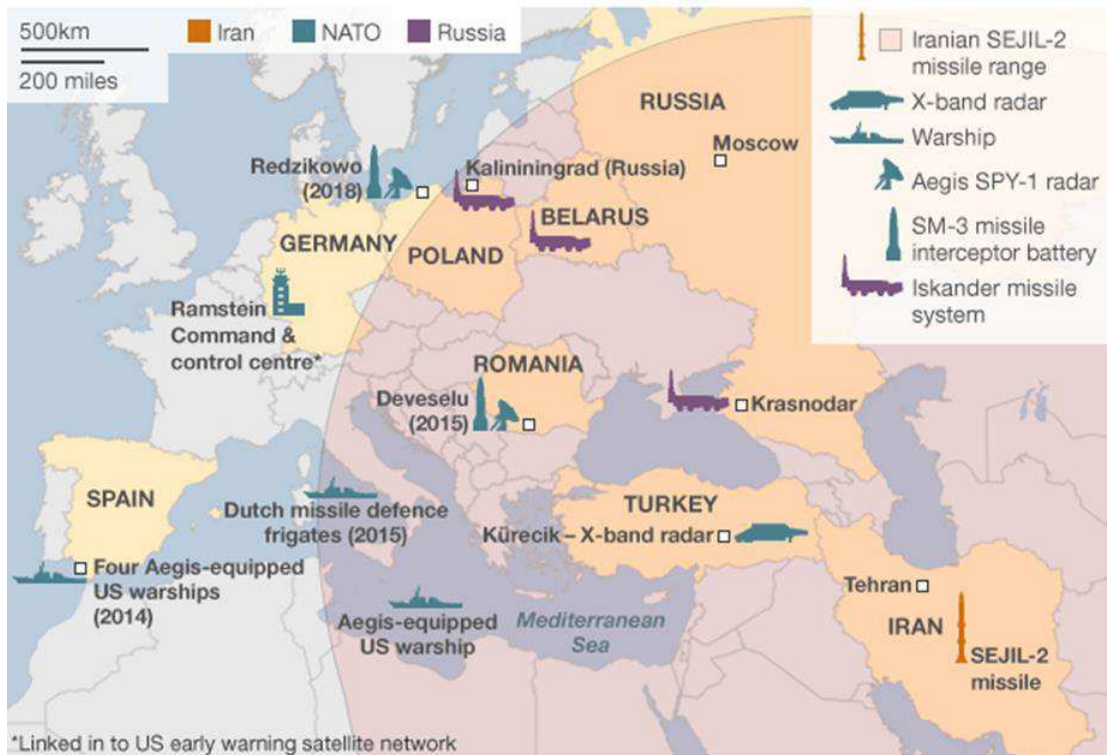 500km
200 miles
Iran
NATO
Russia
Iranian SEJIL-2
missile range
X-band radar
Warship
Aegis SPY-1 radar
SM-3 missile
interceptor battery
Iskander missile
system
RUSSIA
Moscow
Redzikowo
(2018)
Kalininingrad (Russia)
BELARUS
GERMANY
POLAND
Ramstein
Command &
control centre*
ROMANIA
Deveselu
(2015)
Krasnodar
SPAIN
Dutch missile defence
frigates (2015)
TURKEY
Kürecik – X-band radar
Four Aegis-equipped
US warships
(2014)
Tehran
Aegis-equipped
US warship
Mediterranean
Sea
IRAN
SEJIL-2
missile
*Linked in to US early warning satellite network